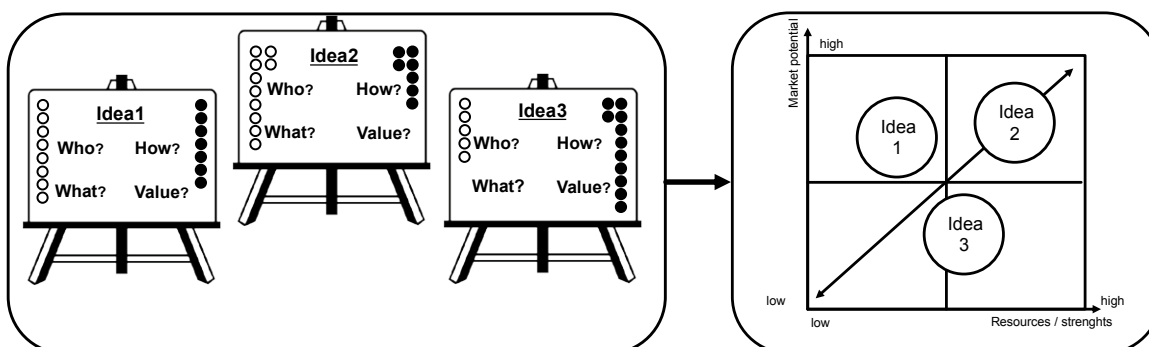 Idea1
Who? How?
What? Value?
Idea2
Who? How?
What? Value?
Idea3
Who? How?
What? Value?
Market potential
high
Idea
1
Idea
2
Idea
3
low
low
high
Resources / strenghts